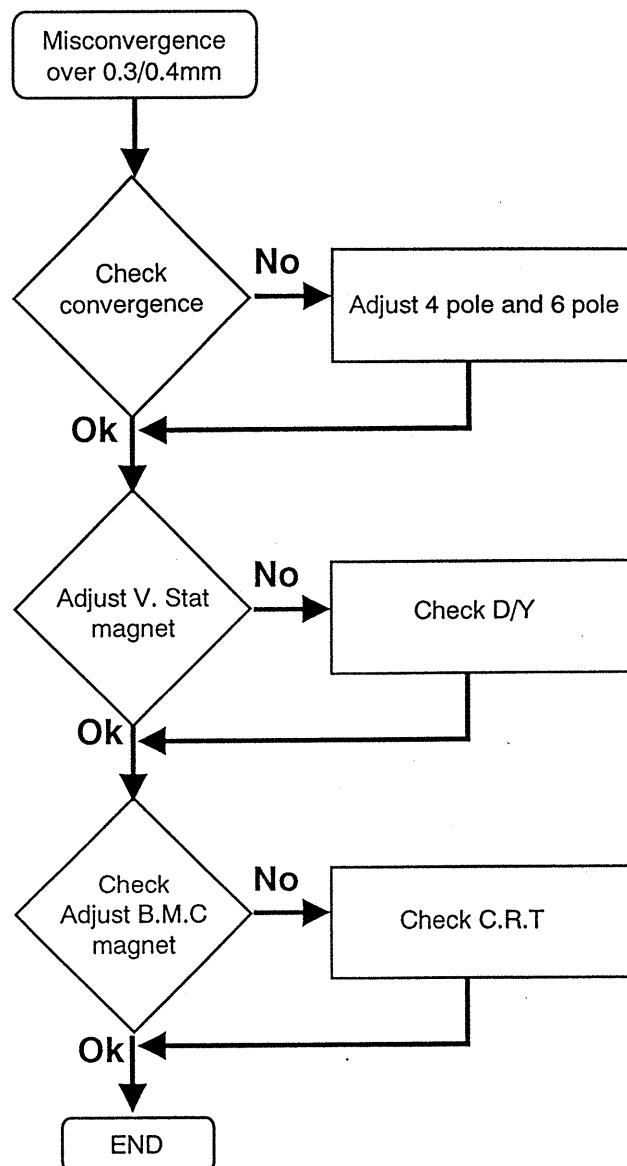 Misconvergence
over 0.3/0.4mm
Check
convergence
No
Adjust 4 pole and 6 pole
Ok
Adjust V. Stat
magnet
No
Check D/Y
Ok
Check
Adjust B.M.C
magnet
No
Check C.R.T
Ok
END